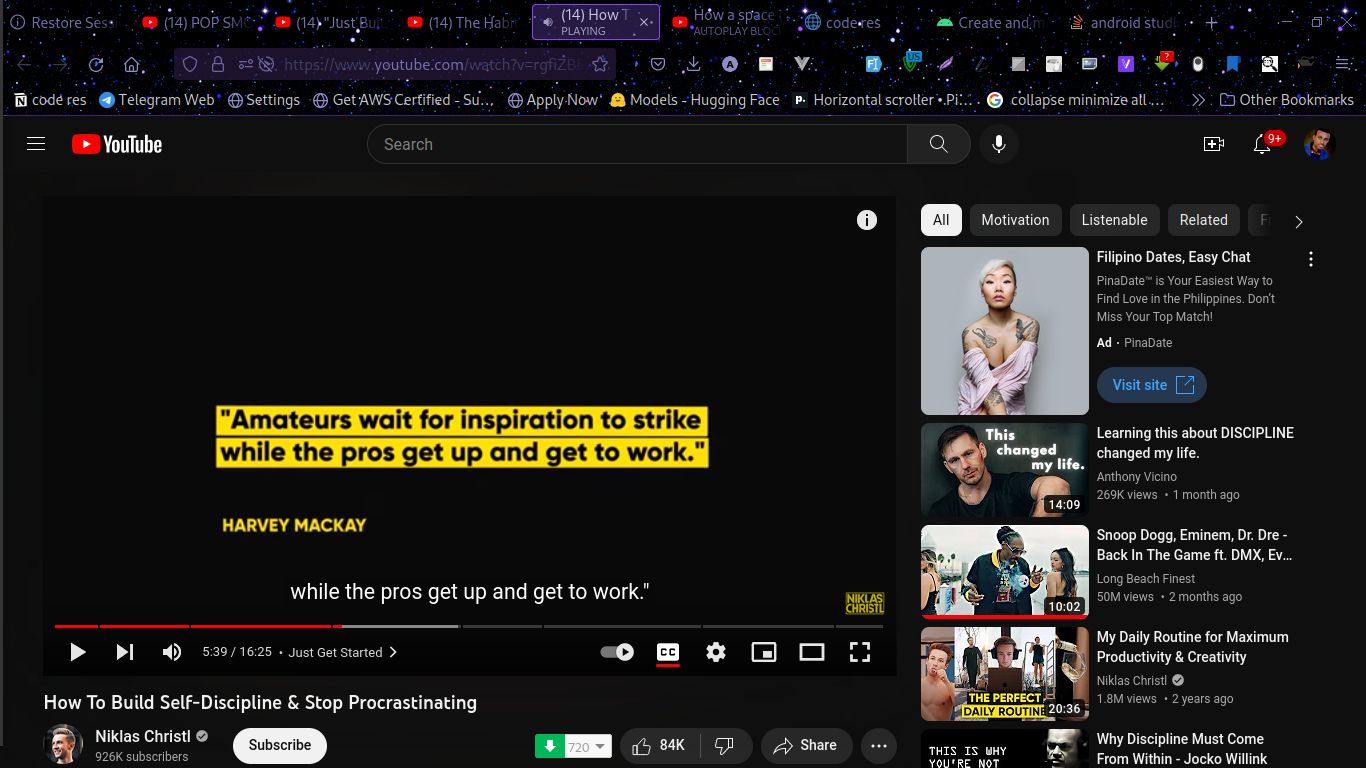 Restore Ses
(14) POP SMO
(14) "Just Bui
(14) The Habi
(14) How T
PLAYING
How a space
AUTOPLAY BLOC
code res
Create and m
android stud
https://www.youtube.com/watch?v=rgfiZB
US
?
code res
Telegram Web
Settings
Get AWS Certified - Su…
Apply Now
Models - Hugging Face
Horizontal scroller • Pi…
collapse minimize all …
Other Bookmarks
YouTube
Search
9+
"Amateurs wait for inspiration to strike
while the pros get up and get to work."
HARVEY MACKAY
while the pros get up and get to work."
NIKLAS
CHRISTL
5:39 / 16:25 • Just Get Started
CC
How To Build Self-Discipline & Stop Procrastinating
Niklas Christl
926K subscribers
Subscribe
720
84K
Share
All
Motivation
Listenable
Related
Filipino Dates, Easy Chat
PinaDate™ is Your Easiest Way to
Find Love in the Philippines. Don't
Miss Your Top Match!
Ad • PinaDate
Visit site
This
changed
my life.
14:09
Learning this about DISCIPLINE
changed my life.
Anthony Vicino
269K views • 1 month ago
10:02
Snoop Dogg, Eminem, Dr. Dre -
Back In The Game ft. DMX, Ev…
Long Beach Finest
50M views • 2 months ago
THE PERFECT
DAILY ROUTINE
20:36
My Daily Routine for Maximum
Productivity & Creativity
Niklas Christl
1.8M views • 2 years ago
THIS IS WHY
YOU'RE NOT
Why Discipline Must Come
From Within - Jocko Willink